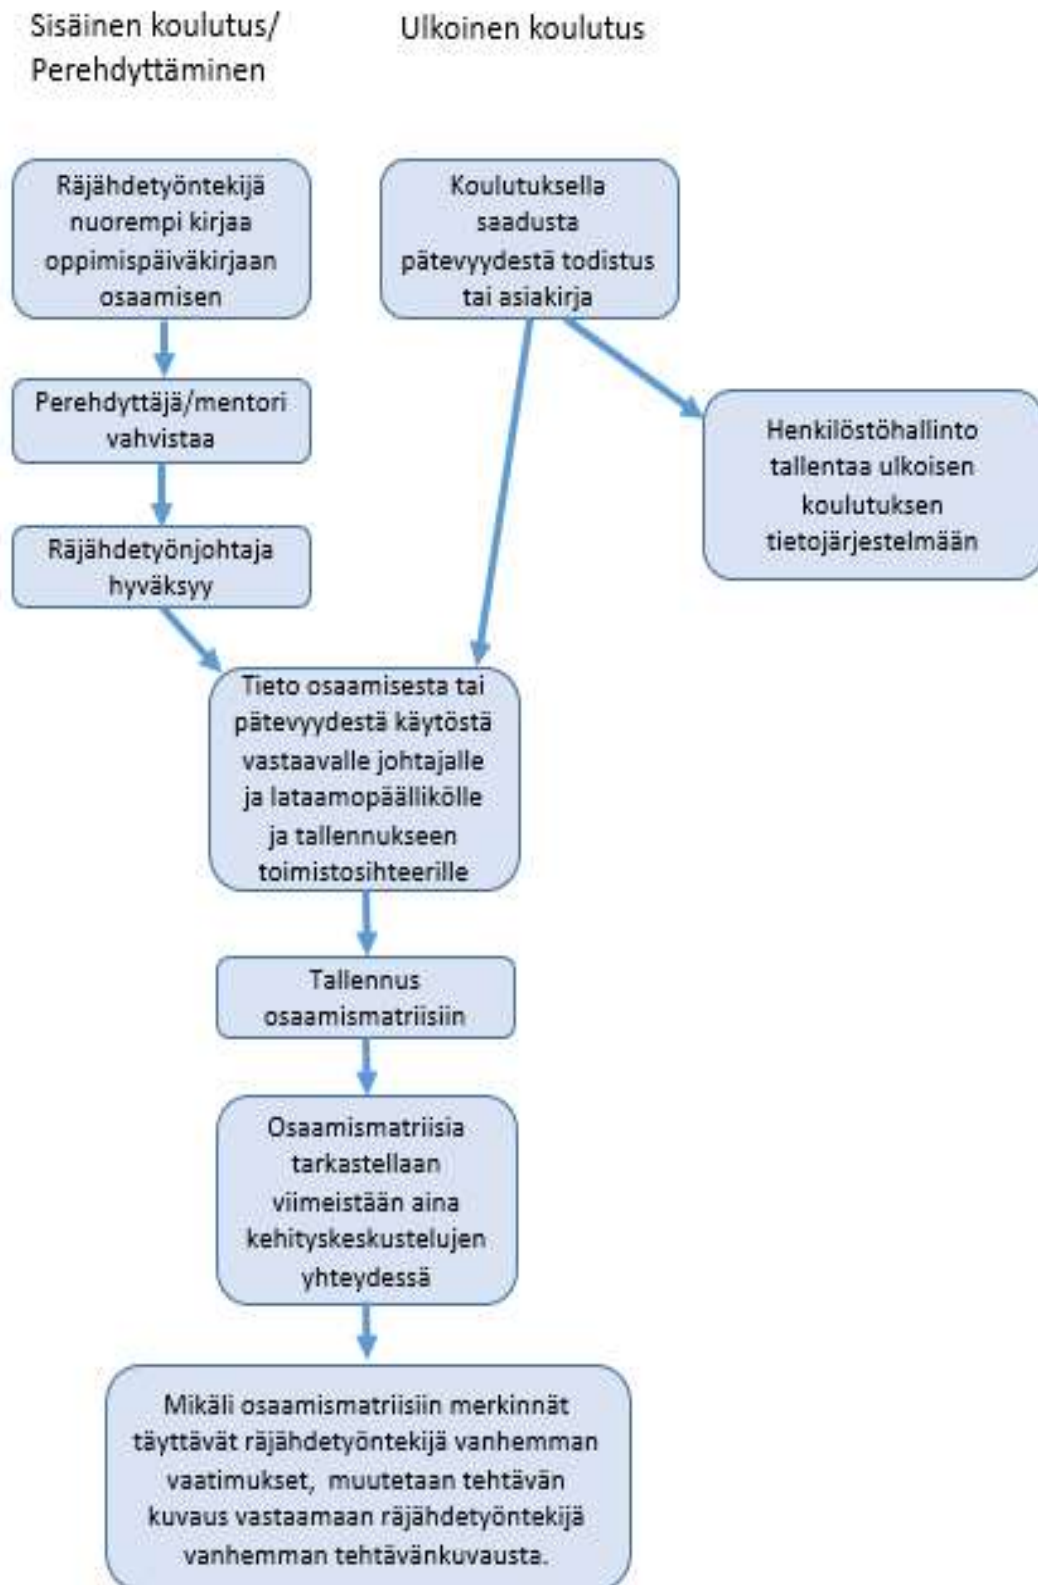 Sisäinen koulutus/
Perehdyttäminen
Ulkoinen koulutus
Räjähdetyöntekijä
nuorempi kirjaa
oppimispäiväkirjaan
osaamisen
Koulutuksella
saadusta
pätevyydestä todistus
tai asiakirja
Perehdyttäjä/mentori
vahvistaa
Henkilöstöhallinto
tallentaa ulkoisen
koulutuksen
tietojärjestelmään
Räjähdetyönjohtaja
hyväksyy
Tieto osaamisesta tai
pätevyydestä käytöstä
vastaavalle johtajalle
ja lataamopäällikölle
ja tallennukseen
toimistosihteerille
Tallennus
osaamismatriisiin
Osaamismatriisia
tarkastellaan
viimeistään aina
kehityskeskustelujen
yhteydessä
Mikäli osaamismatriisiin merkinnät
täyttävät räjähdetyöntekijä vanhemman
vaatimukset, muutetaan tehtävän
kuvaus vastaamaan räjähdetyöntekijä
vanhemman tehtävänkuvausta.